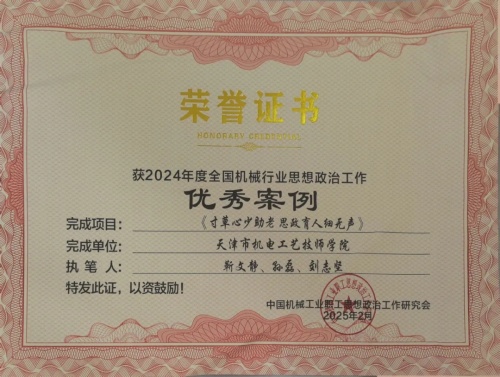 荣誉证书
HONORARY CREDENTIAL
获2024年度全国机械行业思想政治工作
优秀案例
完成项目：《寸草心少助老 思政育人细无声》
完成单位：天津市机电工艺技师学院
执笔人：靳文静、孙磊、刘志坚
特发此证，以资鼓励！
中国机械工业职工思想政治工作研究会
2025年2月